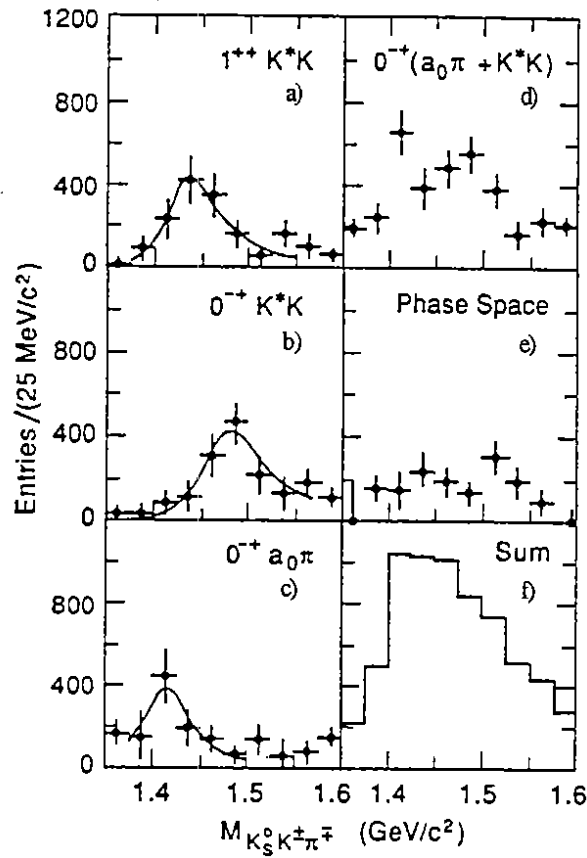 1200
800
400
0
800
400
0
800
400
0
Entries/(25 MeV/c²)
1⁺⁺ K*K
a)
0⁻⁺(a₀π + K*K)
d)
0⁻⁺ K*K
b)
Phase Space
e)
0⁻⁺ a₀π
c)
Sum
f)
1.4 1.5 1.6 1.4 1.5 1.6
M K⁰ₛ K± π∓ (GeV/c²)